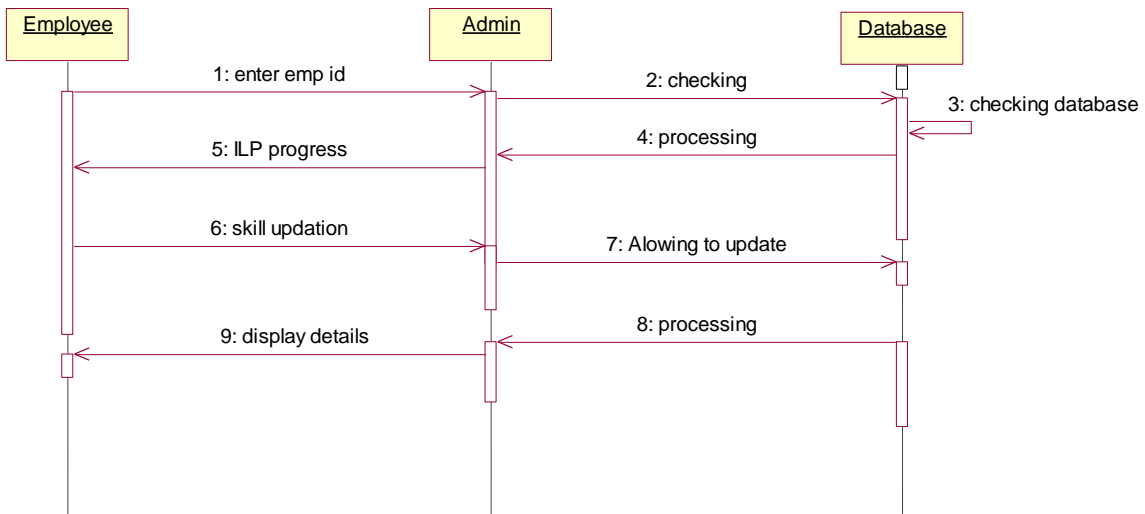 Employee
Admin
Database
1: enter emp id
2: checking
3: checking database
4: processing
5: ILP progress
6: skill updation
7: Alowing to update
8: processing
9: display details